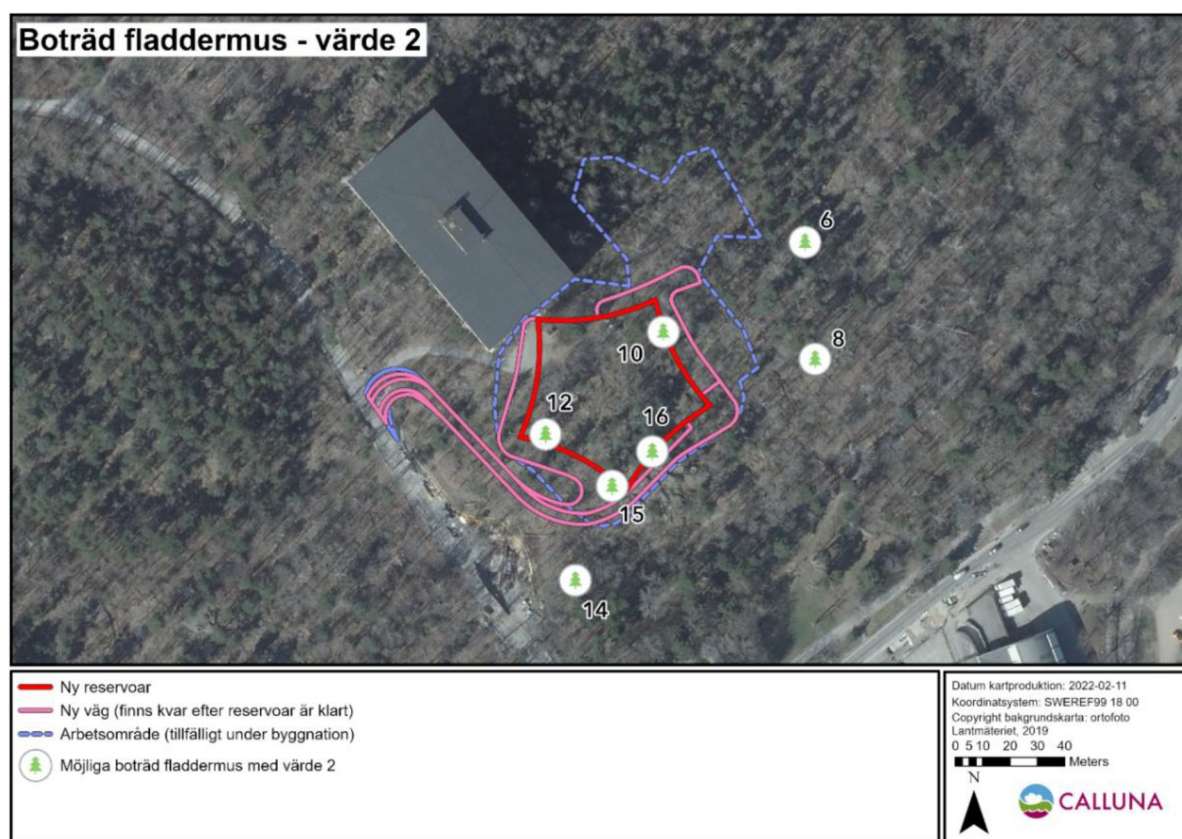 Boträd fladdermus - värde 2
6
8
10
12
16
15
14
Ny reservoar
Ny väg (finns kvar efter reservoar är klart)
Arbetsområde (tillfälligt under byggnation)
Möjliga boträd fladdermus med värde 2
Datum kartproduktion: 2022-02-11
Koordinatsystem: SWEREF99 18 00
Copyright bakgrundskarta: ortofoto
Lantmäteriet, 2019
0 5 10 20 30 40
Meters
N
CALLUNA